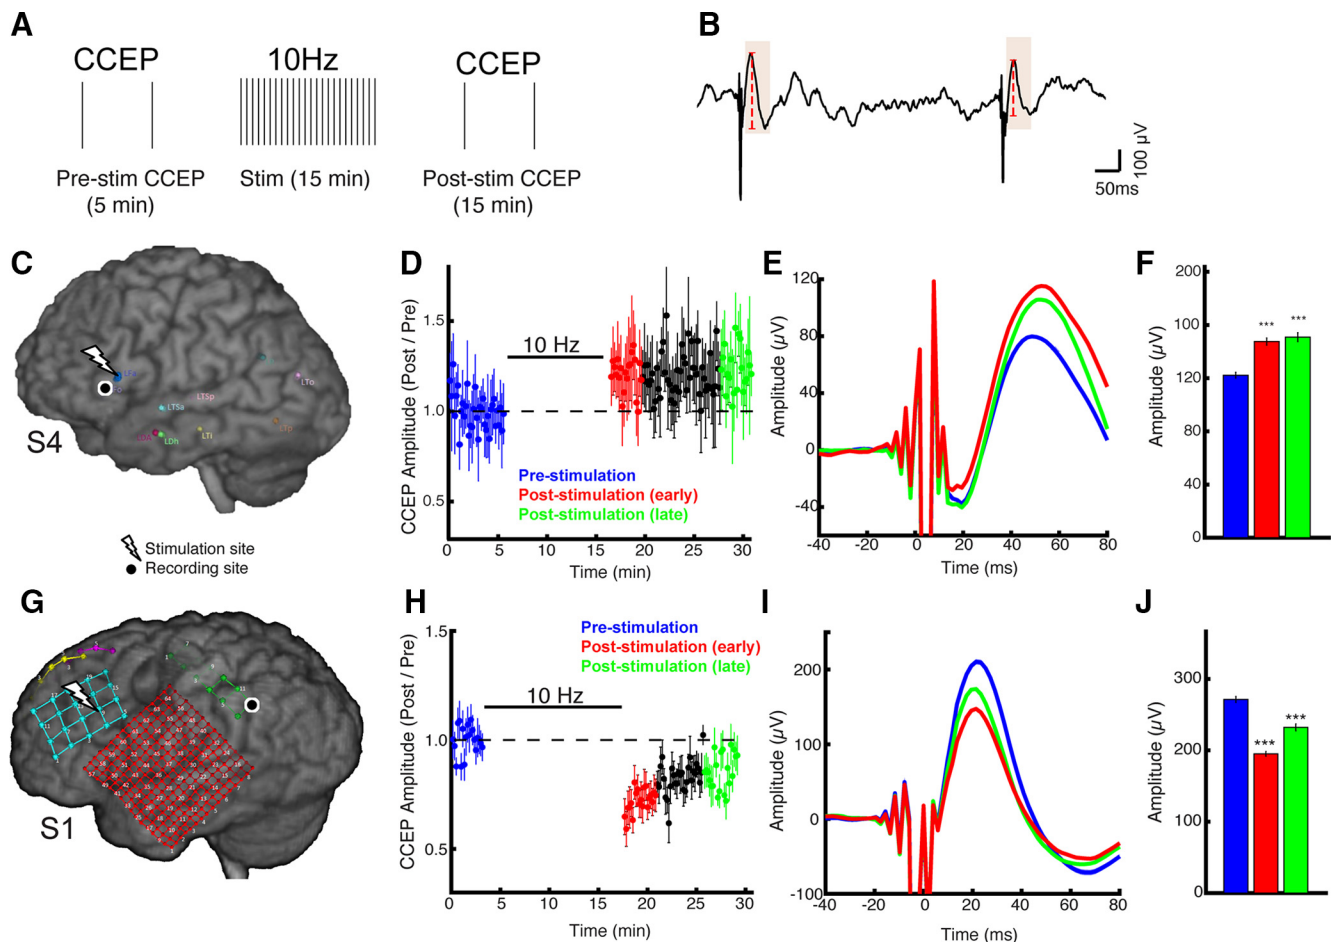 A
CCEP
10Hz
CCEP
Pre-stim CCEP
(5 min)
Stim (15 min)
Post-stim CCEP
(15 min)
B
100 µV
50ms
C
LTSp
LTSa
LTo
LDh
LTI
S4
Stimulation site
Recording site
D
CCEP Amplitude (Post / Pre)
1.5
1.0
0.5
10 Hz
Pre-stimulation
Post-stimulation (early)
Post-stimulation (late)
0 5 10 15 20 25 30
Time (min)
E
Amplitude (µV)
120
80
40
0
-40
-40 -20 0 20 40 60 80
Time (ms)
F
Amplitude (µV)
200
100
120
80
40
0
*** ***
G
S1
H
CCEP Amplitude (Post / Pre)
1.5
1.0
0.5
10 Hz
Pre-stimulation
Post-stimulation (early)
Post-stimulation (late)
0 5 10 15 20 25 30
Time (min)
I
Amplitude (µV)
200
100
0
-100
-40 -20 0 20 40 60 80
Time (ms)
J
Amplitude (µV)
300
200
100
0
*** ***